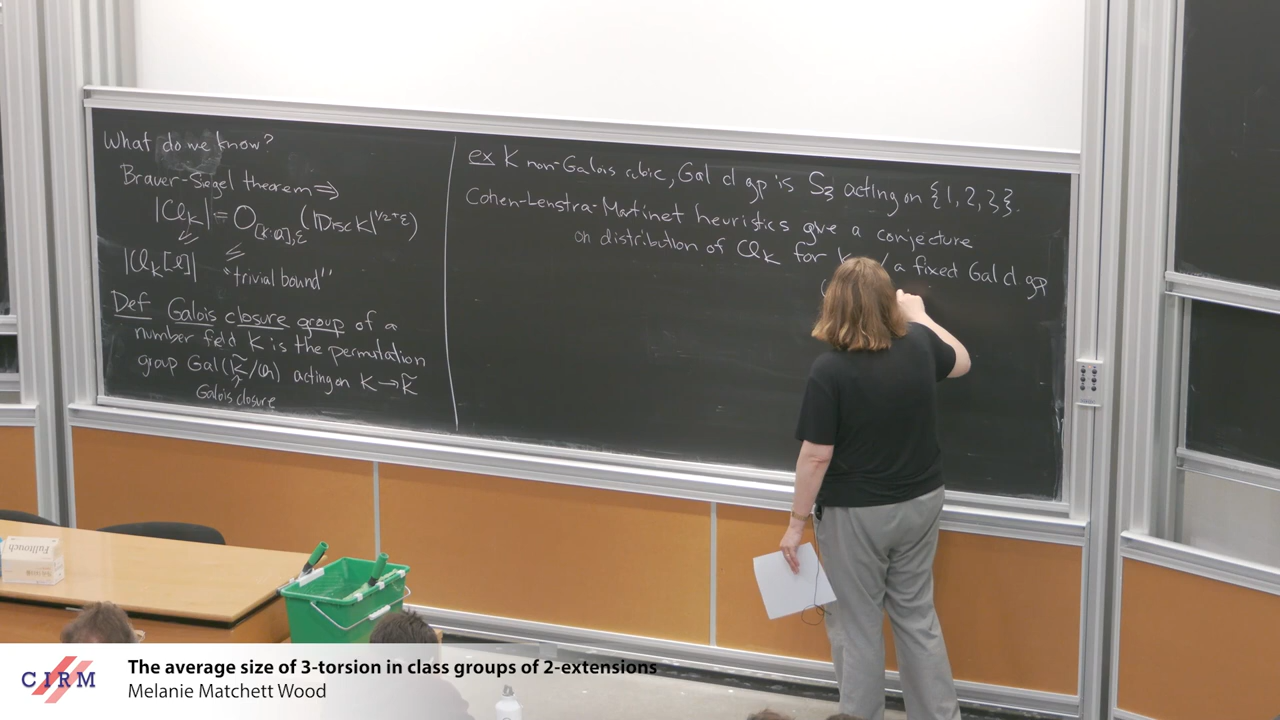 What do we know?
Brauer-Siegel theorem ⇒
|Cl_K| = O_{[K:Q],ε}(|Disc K|^{1/2+ε})
|Cl_K[ℓ]| ≤ "trivial bound"
Def Galois closure group of a
number field K is the permutation
group Gal(K̃/Q) acting on K→K̃
Galois closure
ex K non-Galois cubic, Gal cl gp is S_3 acting on {1,2,3}.
Cohen-Lenstra-Martinet heuristics give a conjecture
on distribution of Cl_K for K w/ a fixed Gal cl gp
Fulltouch
CIRM
The average size of 3-torsion in class groups of 2-extensions
Melanie Matchett Wood